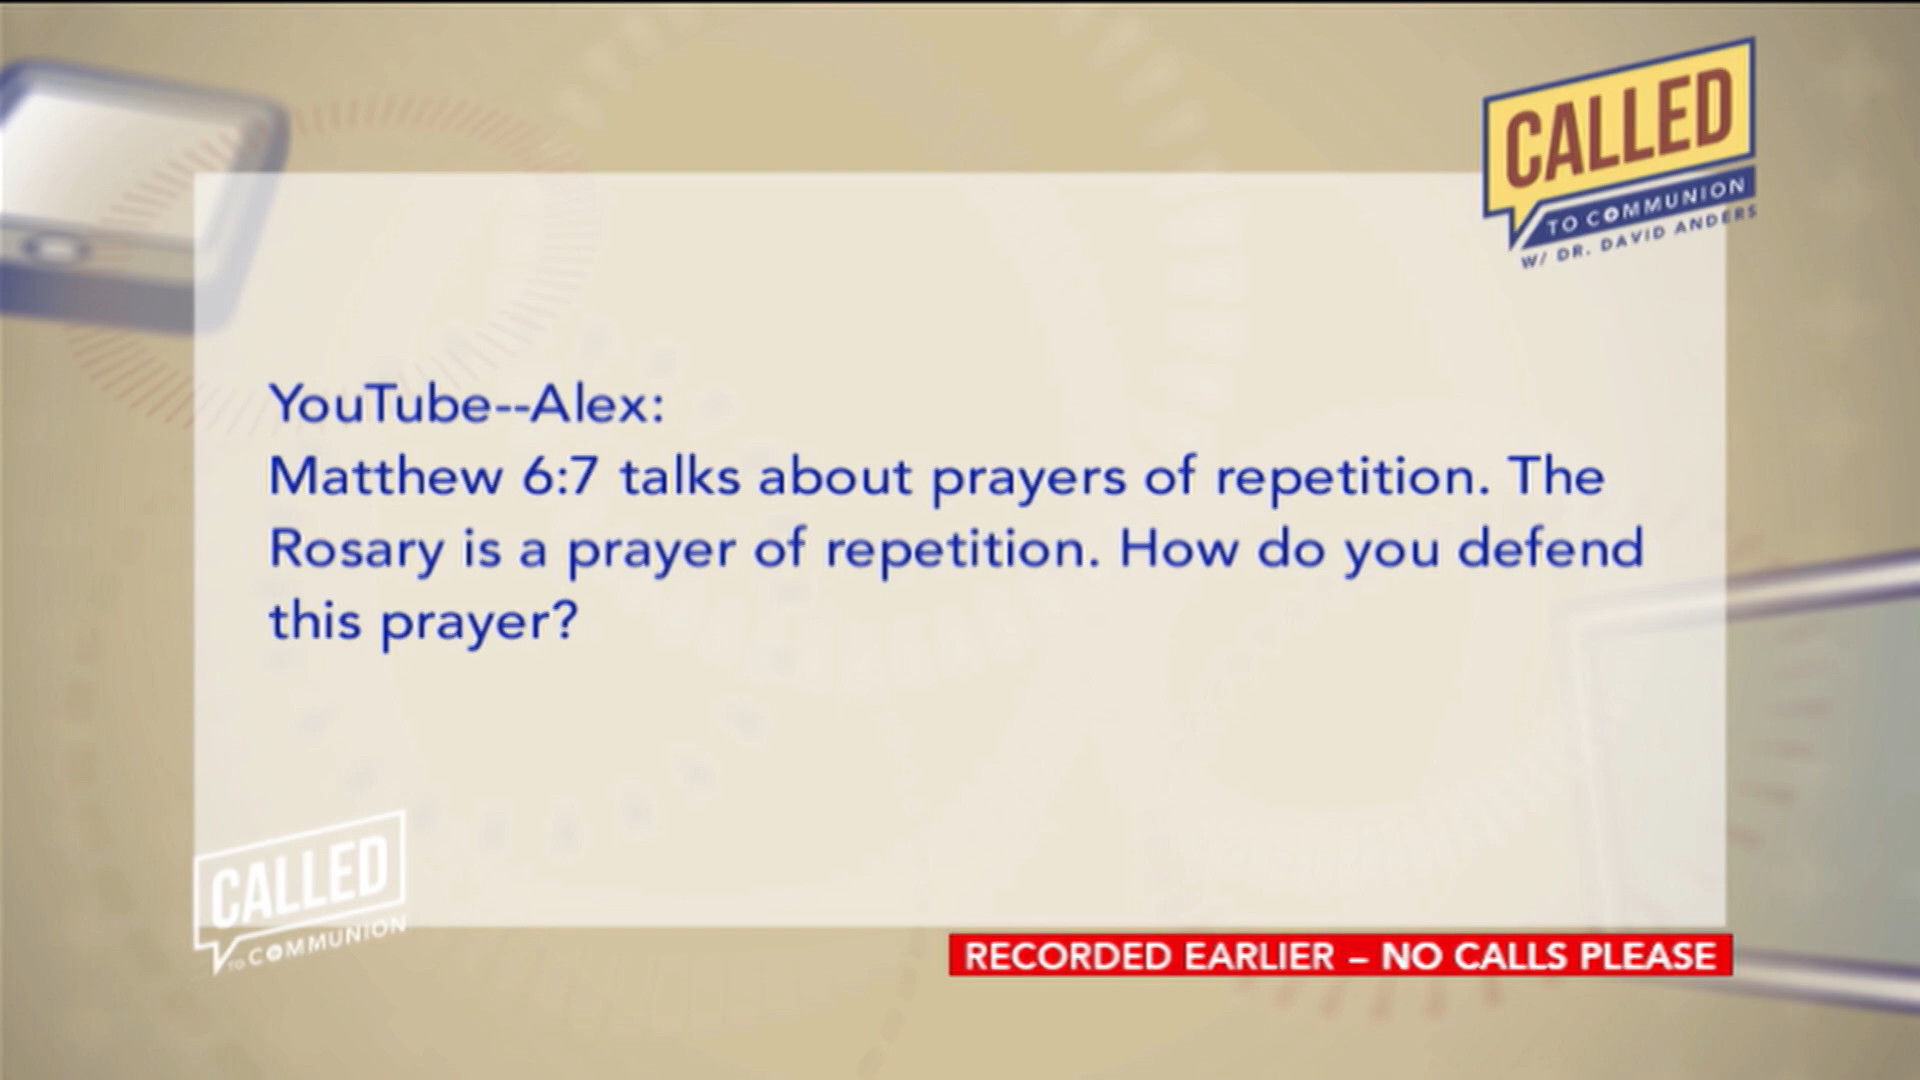 CALLED
TO COMMUNION
W/ DR. DAVID ANDERS
YouTube--Alex:
Matthew 6:7 talks about prayers of repetition. The
Rosary is a prayer of repetition. How do you defend
this prayer?
CALLED
TO COMMUNION
RECORDED EARLIER – NO CALLS PLEASE